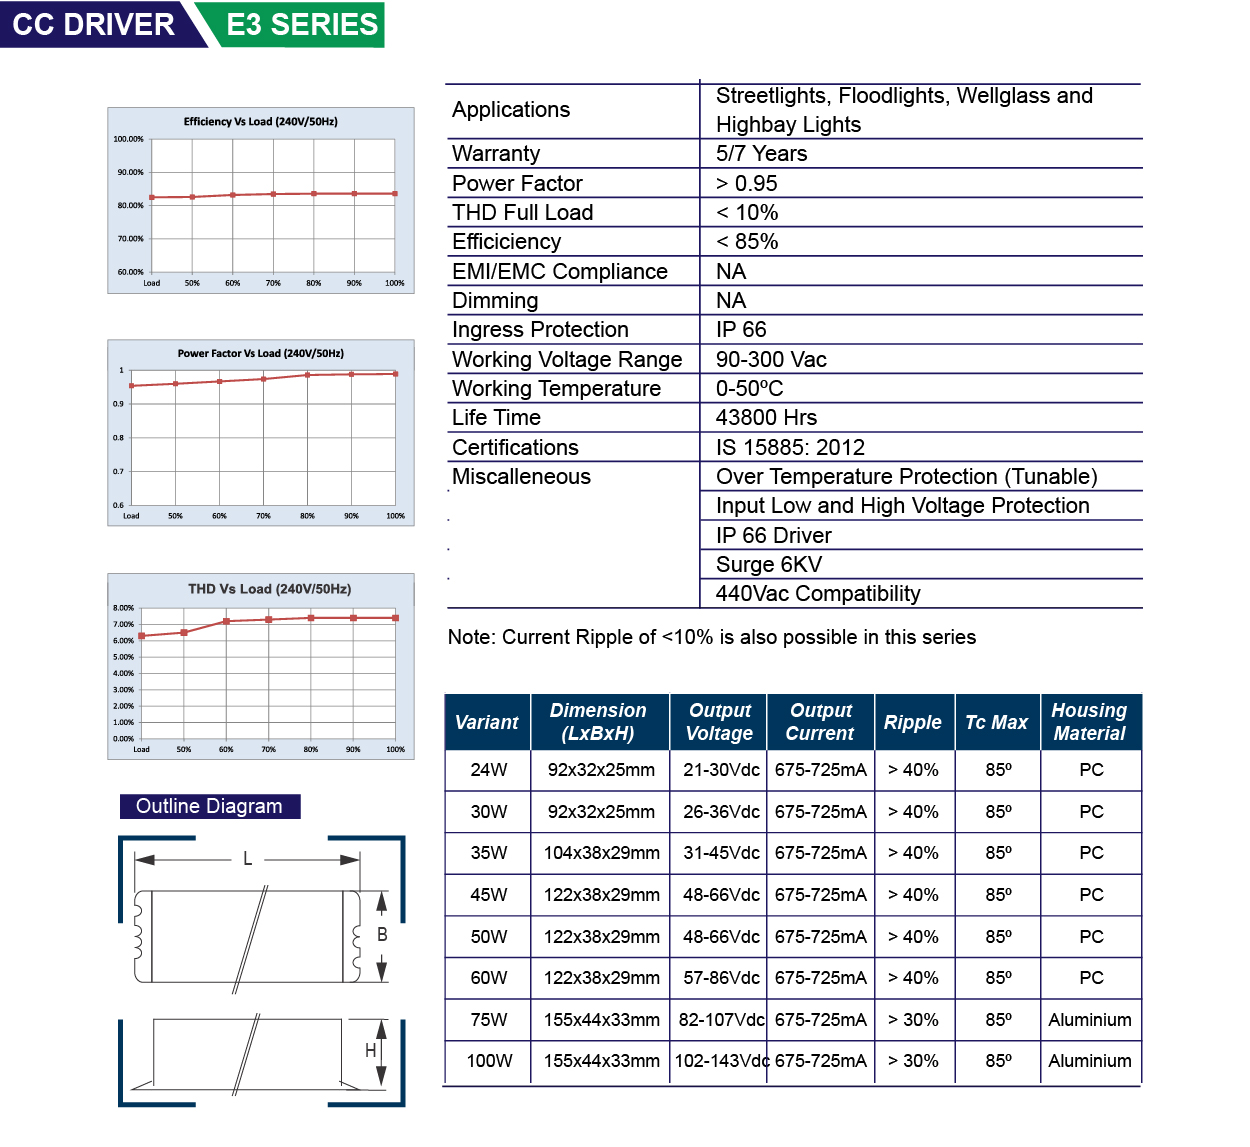 CC DRIVER E3 SERIES
Efficiency Vs Load (240V/50Hz)
100.00%
90.00%
80.00%
70.00%
60.00%
Load 50% 60% 70% 80% 90% 100%
Power Factor Vs Load (240V/50Hz)
1
0.9
0.8
0.7
0.6
Load 50% 60% 70% 80% 90% 100%
THD Vs Load (240V/50Hz)
8.00%
7.00%
6.00%
5.00%
4.00%
3.00%
2.00%
1.00%
0.00%
Load 50% 60% 70% 80% 90% 100%
Outline Diagram
L
B
H
Applications Streetlights, Floodlights, Wellglass and
Highbay Lights
Warranty 5/7 Years
Power Factor > 0.95
THD Full Load < 10%
Efficiciency < 85%
EMI/EMC Compliance NA
Dimming NA
Ingress Protection IP 66
Working Voltage Range 90-300 Vac
Working Temperature 0-50ºC
Life Time 43800 Hrs
Certifications IS 15885: 2012
Miscalleneous Over Temperature Protection (Tunable)
Input Low and High Voltage Protection
IP 66 Driver
Surge 6KV
440Vac Compatibility
Note: Current Ripple of <10% is also possible in this series
Variant Dimension (LxBxH) Output Voltage Output Current Ripple Tc Max Housing Material
24W 92x32x25mm 21-30Vdc 675-725mA > 40% 85º PC
30W 92x32x25mm 26-36Vdc 675-725mA > 40% 85º PC
35W 104x38x29mm 31-45Vdc 675-725mA > 40% 85º PC
45W 122x38x29mm 48-66Vdc 675-725mA > 40% 85º PC
50W 122x38x29mm 48-66Vdc 675-725mA > 40% 85º PC
60W 122x38x29mm 57-86Vdc 675-725mA > 40% 85º PC
75W 155x44x33mm 82-107Vdc 675-725mA > 30% 85º Aluminium
100W 155x44x33mm 102-143Vdc 675-725mA > 30% 85º Aluminium